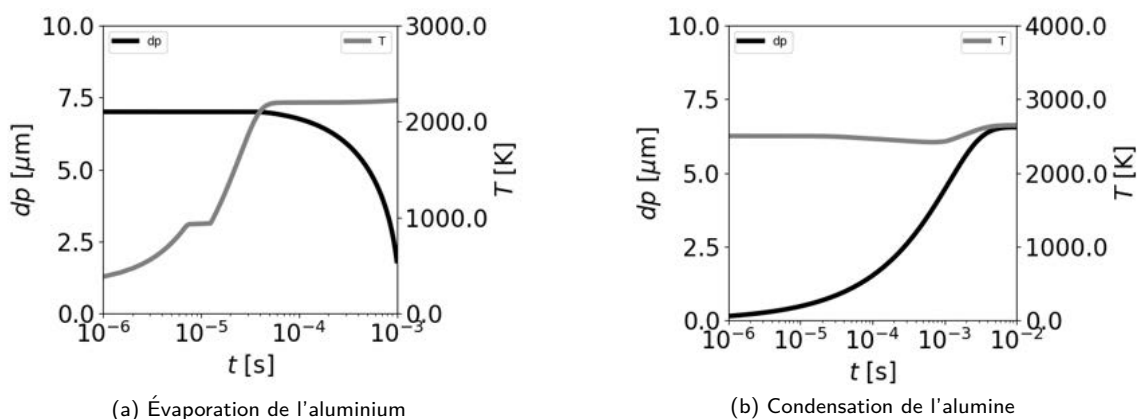 10.0
7.5
5.0
2.5
0.0
dp [μm]
dp
T
3000.0
2000.0
1000.0
0.0
T [K]
10⁻⁶
10⁻⁵
10⁻⁴
10⁻³
t [s]
(a) Évaporation de l'aluminium
10.0
7.5
5.0
2.5
0.0
dp [μm]
dp
T
4000.0
3000.0
2000.0
1000.0
0.0
T [K]
10⁻⁶
10⁻⁵
10⁻⁴
10⁻³
10⁻²
t [s]
(b) Condensation de l'alumine